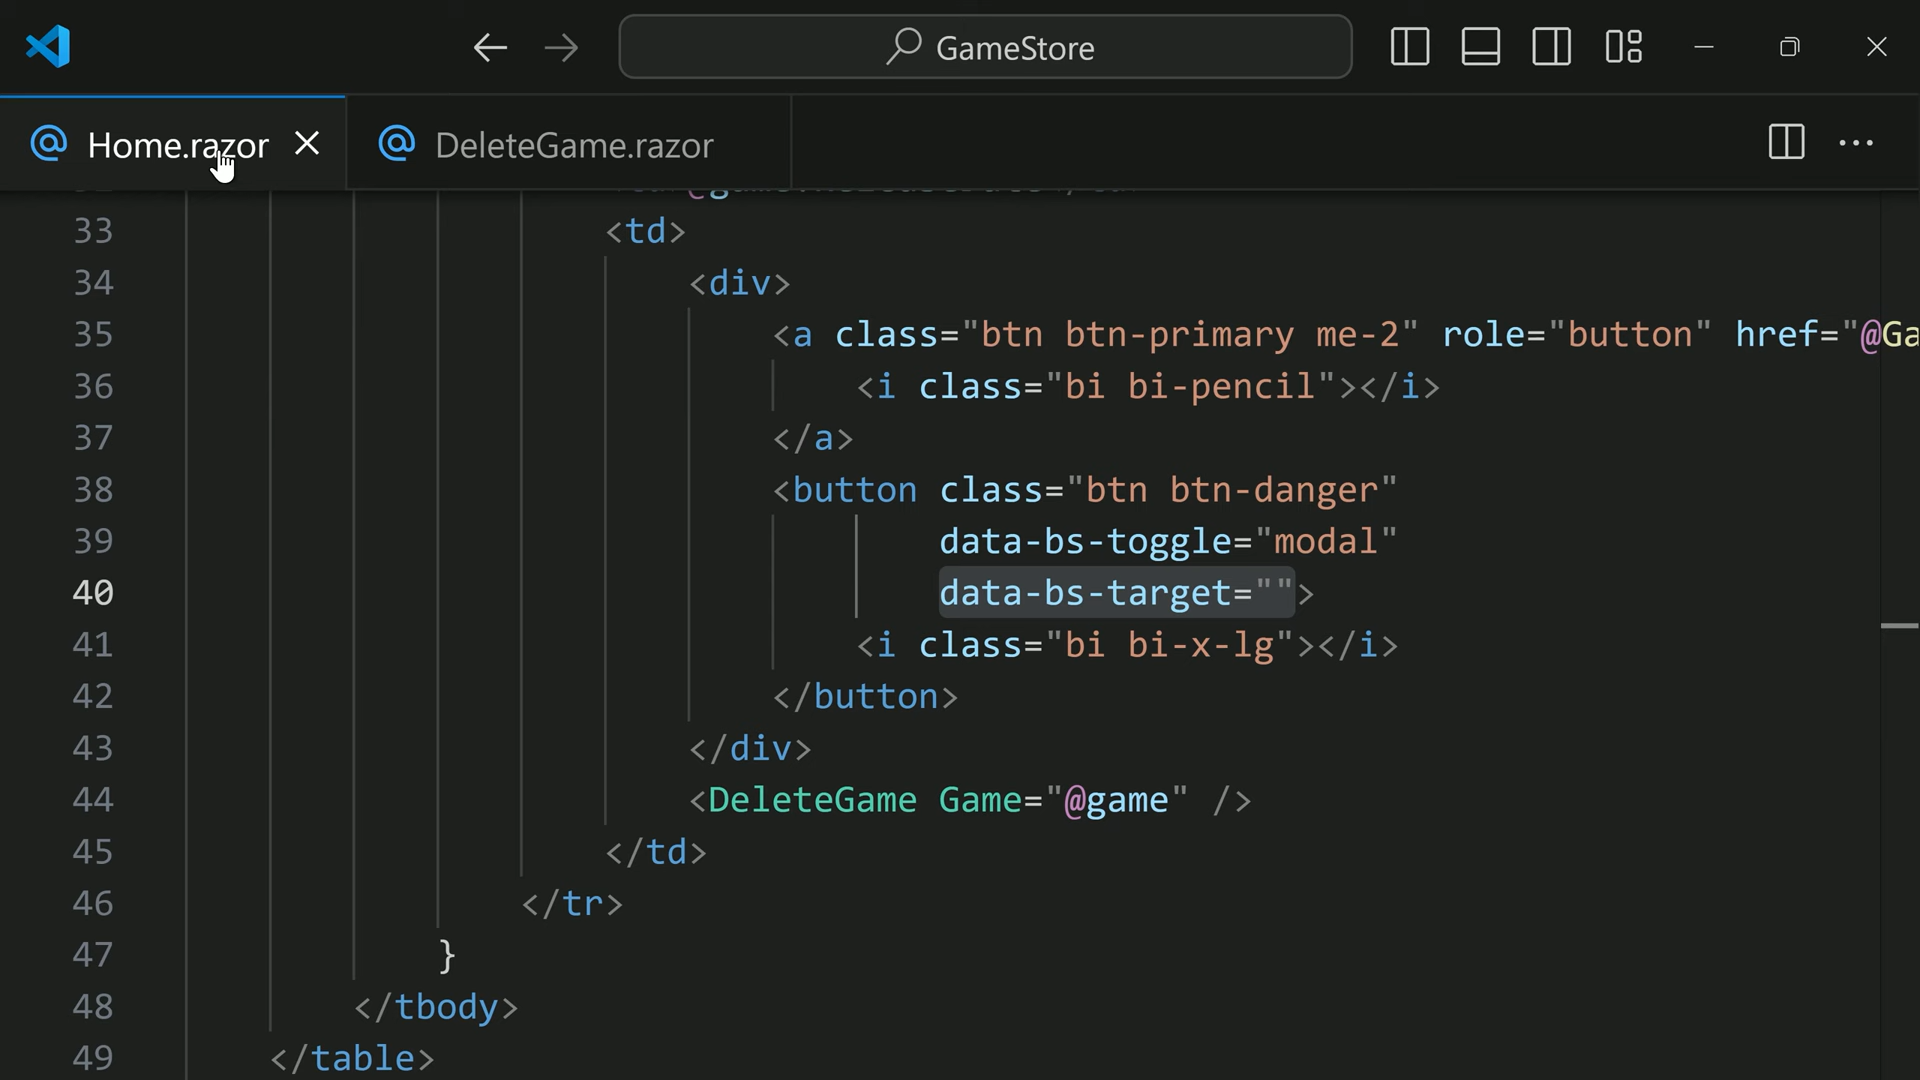 GameStore
Home.razor
DeleteGame.razor
33 <td>
34 <div>
35 <a class="btn btn-primary me-2" role="button" href="@Ga
36 <i class="bi bi-pencil"></i>
37 </a>
38 <button class="btn btn-danger"
39 data-bs-toggle="modal"
40 data-bs-target="">
41 <i class="bi bi-x-lg"></i>
42 </button>
43 </div>
44 <DeleteGame Game="@game" />
45 </td>
46 </tr>
47 }
48 </tbody>
49 </table>